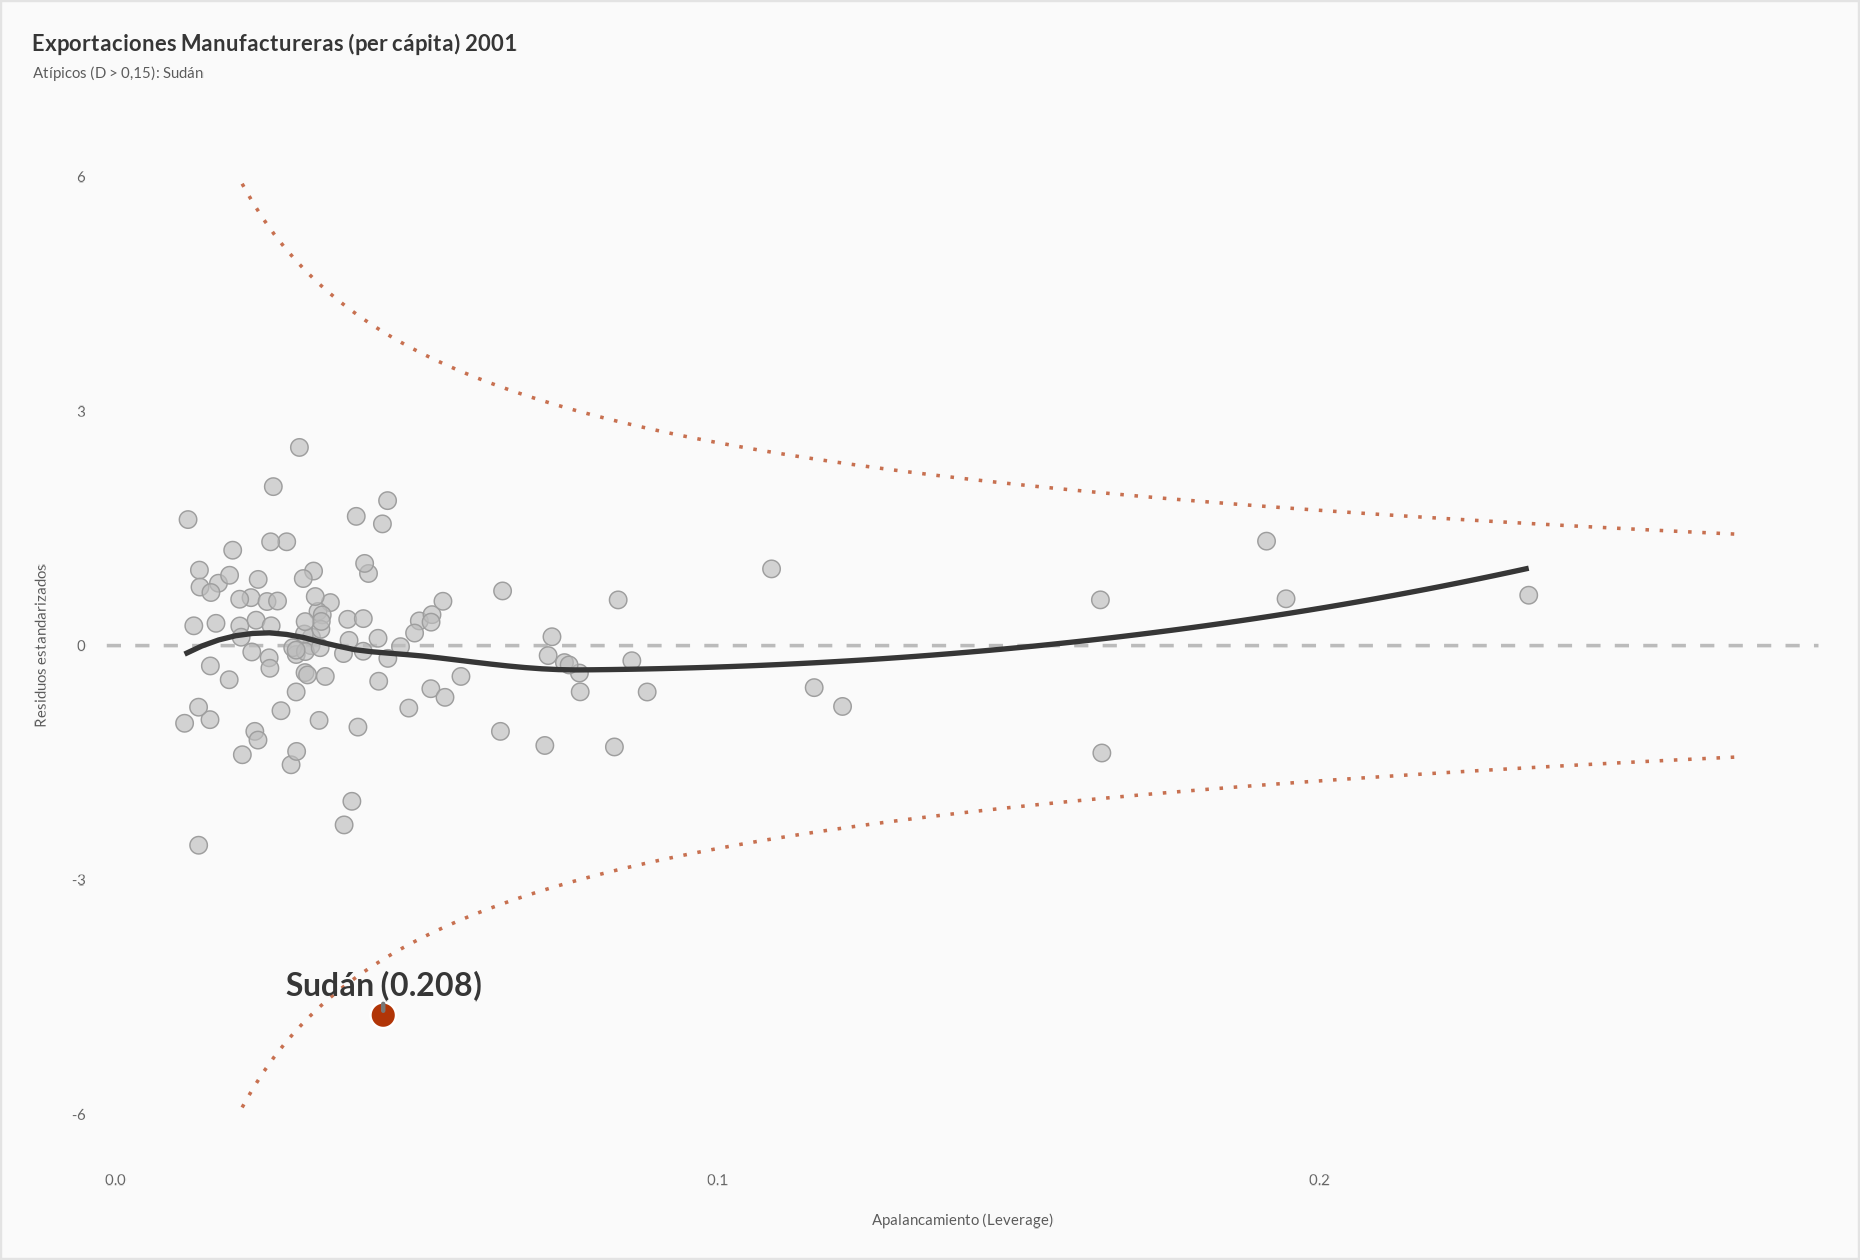 Exportaciones Manufactureras (per cápita) 2001
Atípicos (D > 0,15): Sudán
6
3
0
-3
-6
Residuos estandarizados
Sudán (0.208)
0.0
0.1
0.2
Apalancamiento (Leverage)